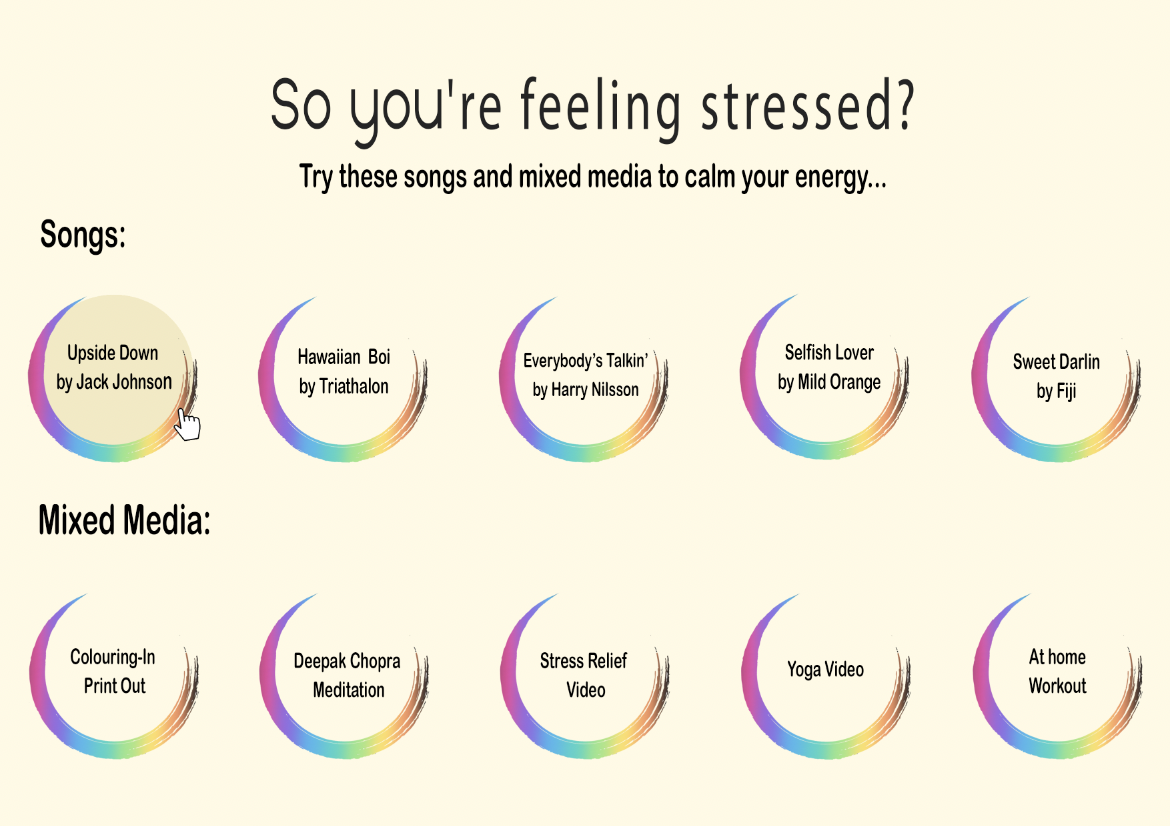 So you're feeling stressed?
Try these songs and mixed media to calm your energy...
Songs:
Upside Down
by Jack Johnson
Hawaiian Boi
by Triathalon
Everybody's Talkin'
by Harry Nilsson
Selfish Lover
by Mild Orange
Sweet Darlin
by Fiji
Mixed Media:
Colouring-In
Print Out
Deepak Chopra
Meditation
Stress Relief
Video
Yoga Video
At home
Workout